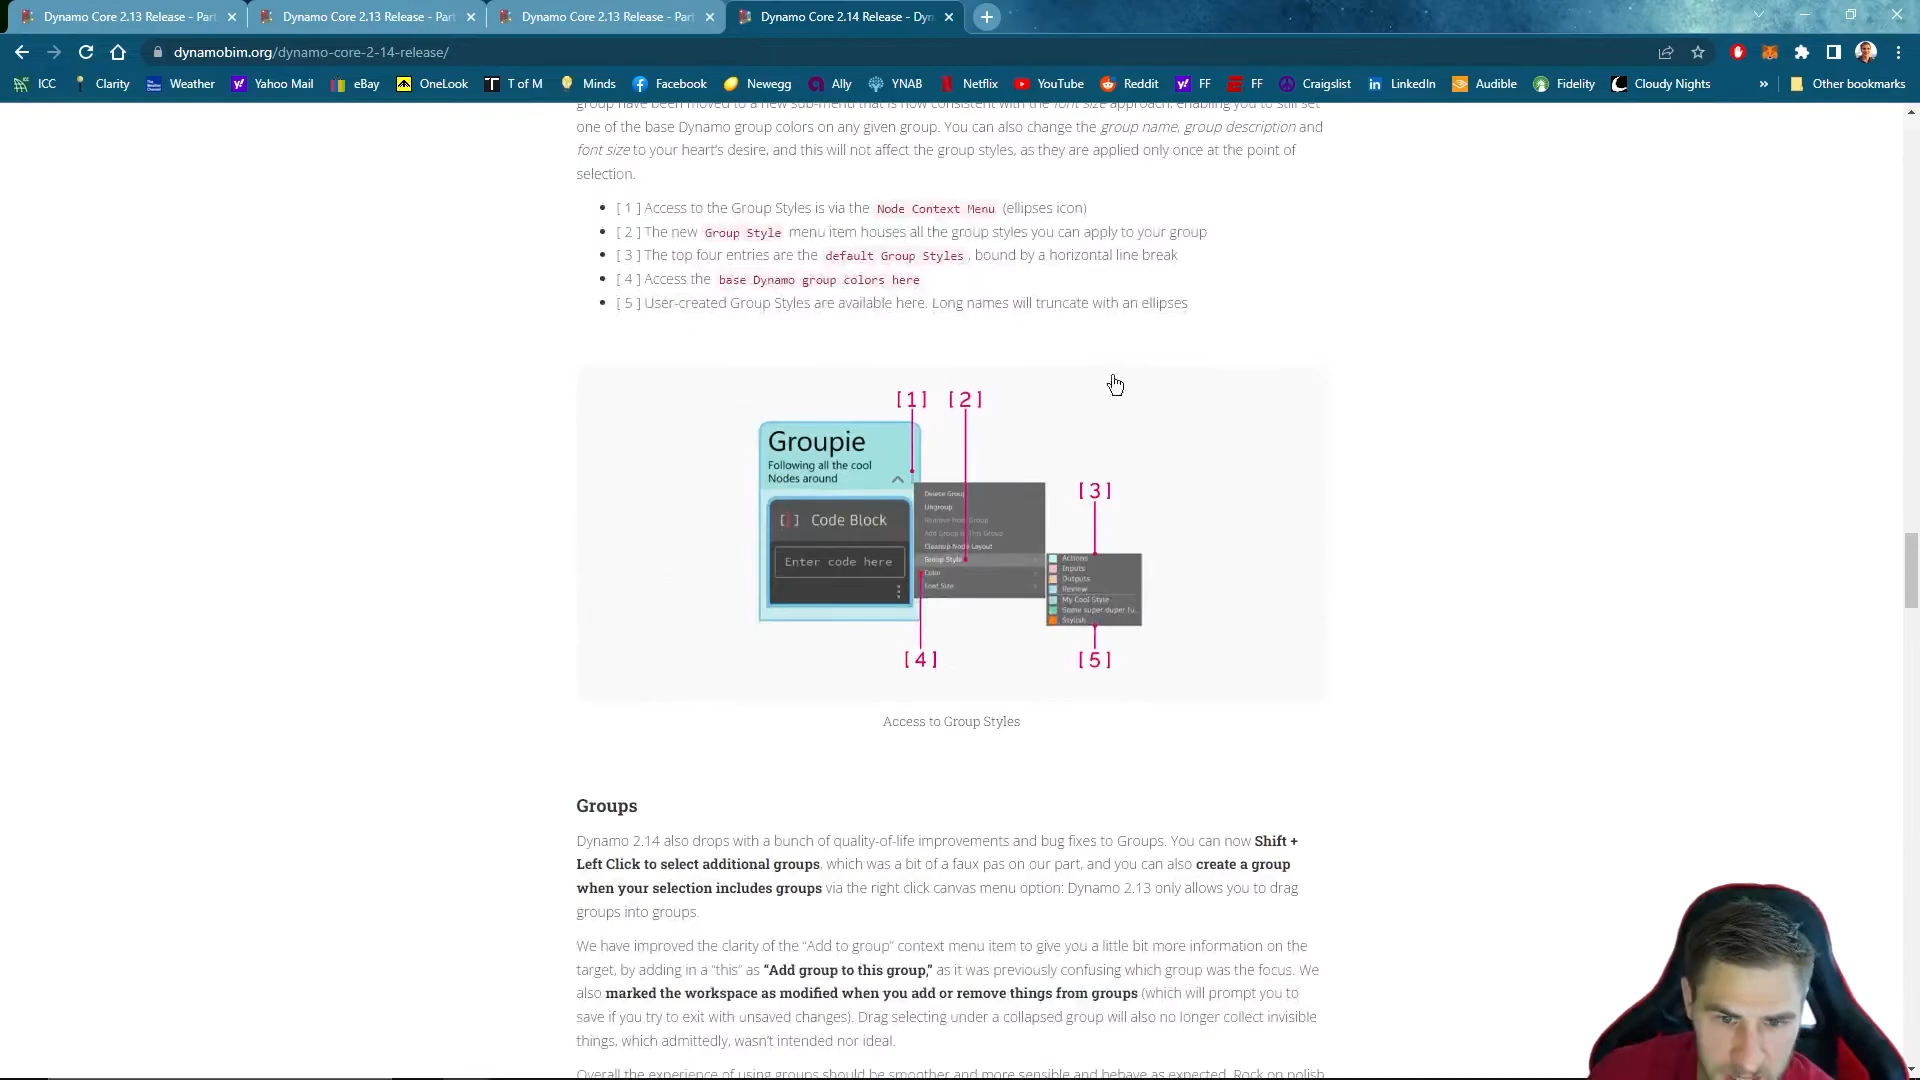 Dynamo Core 2.13 Release - Part
Dynamo Core 2.13 Release - Part
Dynamo Core 2.13 Release - Part
Dynamo Core 2.14 Release - Dyn
dynamobim.org/dynamo-core-2-14-release/
ICC Clarity Weather Yahoo Mail eBay OneLook T of M Minds Facebook Newegg Ally YNAB Netflix YouTube Reddit FF FF Craigslist LinkedIn Audible Fidelity Cloudy Nights » Other bookmarks
group have been moved to a new sub-menu that is now consistent with the font size approach, enabling you to still set
one of the base Dynamo group colors on any given group. You can also change the group name, group description and
font size to your heart's desire, and this will not affect the group styles, as they are applied only once at the point of
selection.
• [ 1 ] Access to the Group Styles is via the Node Context Menu (ellipses icon)
• [ 2 ] The new Group Style menu item houses all the group styles you can apply to your group
• [ 3 ] The top four entries are the default Group Styles, bound by a horizontal line break
• [ 4 ] Access the base Dynamo group colors here
• [ 5 ] User-created Group Styles are available here. Long names will truncate with an ellipses
[1] [2]
Groupie
Following all the cool
Nodes around
[ ] Code Block
Enter code here
Delete Group
Ungroup
Remove from Group
Add Group to This Group
Cleanup Node Layout
Group Style
Color
Font Size
[3]
Actions
Inputs
Outputs
Review
My Cool Style
Some super duper fu...
Stylish
[4]
[5]
Access to Group Styles
Groups
Dynamo 2.14 also drops with a bunch of quality-of-life improvements and bug fixes to Groups. You can now Shift +
Left Click to select additional groups, which was a bit of a faux pas on our part, and you can also create a group
when your selection includes groups via the right click canvas menu option: Dynamo 2.13 only allows you to drag
groups into groups.
We have improved the clarity of the "Add to group" context menu item to give you a little bit more information on the
target, by adding in a "this" as "Add group to this group," as it was previously confusing which group was the focus. We
also marked the workspace as modified when you add or remove things from groups (which will prompt you to
save if you try to exit with unsaved changes). Drag selecting under a collapsed group will also no longer collect invisible
things, which admittedly, wasn't intended nor ideal.
Overall the experience of using groups should be smoother and more sensible and behave as expected. Rock on polish